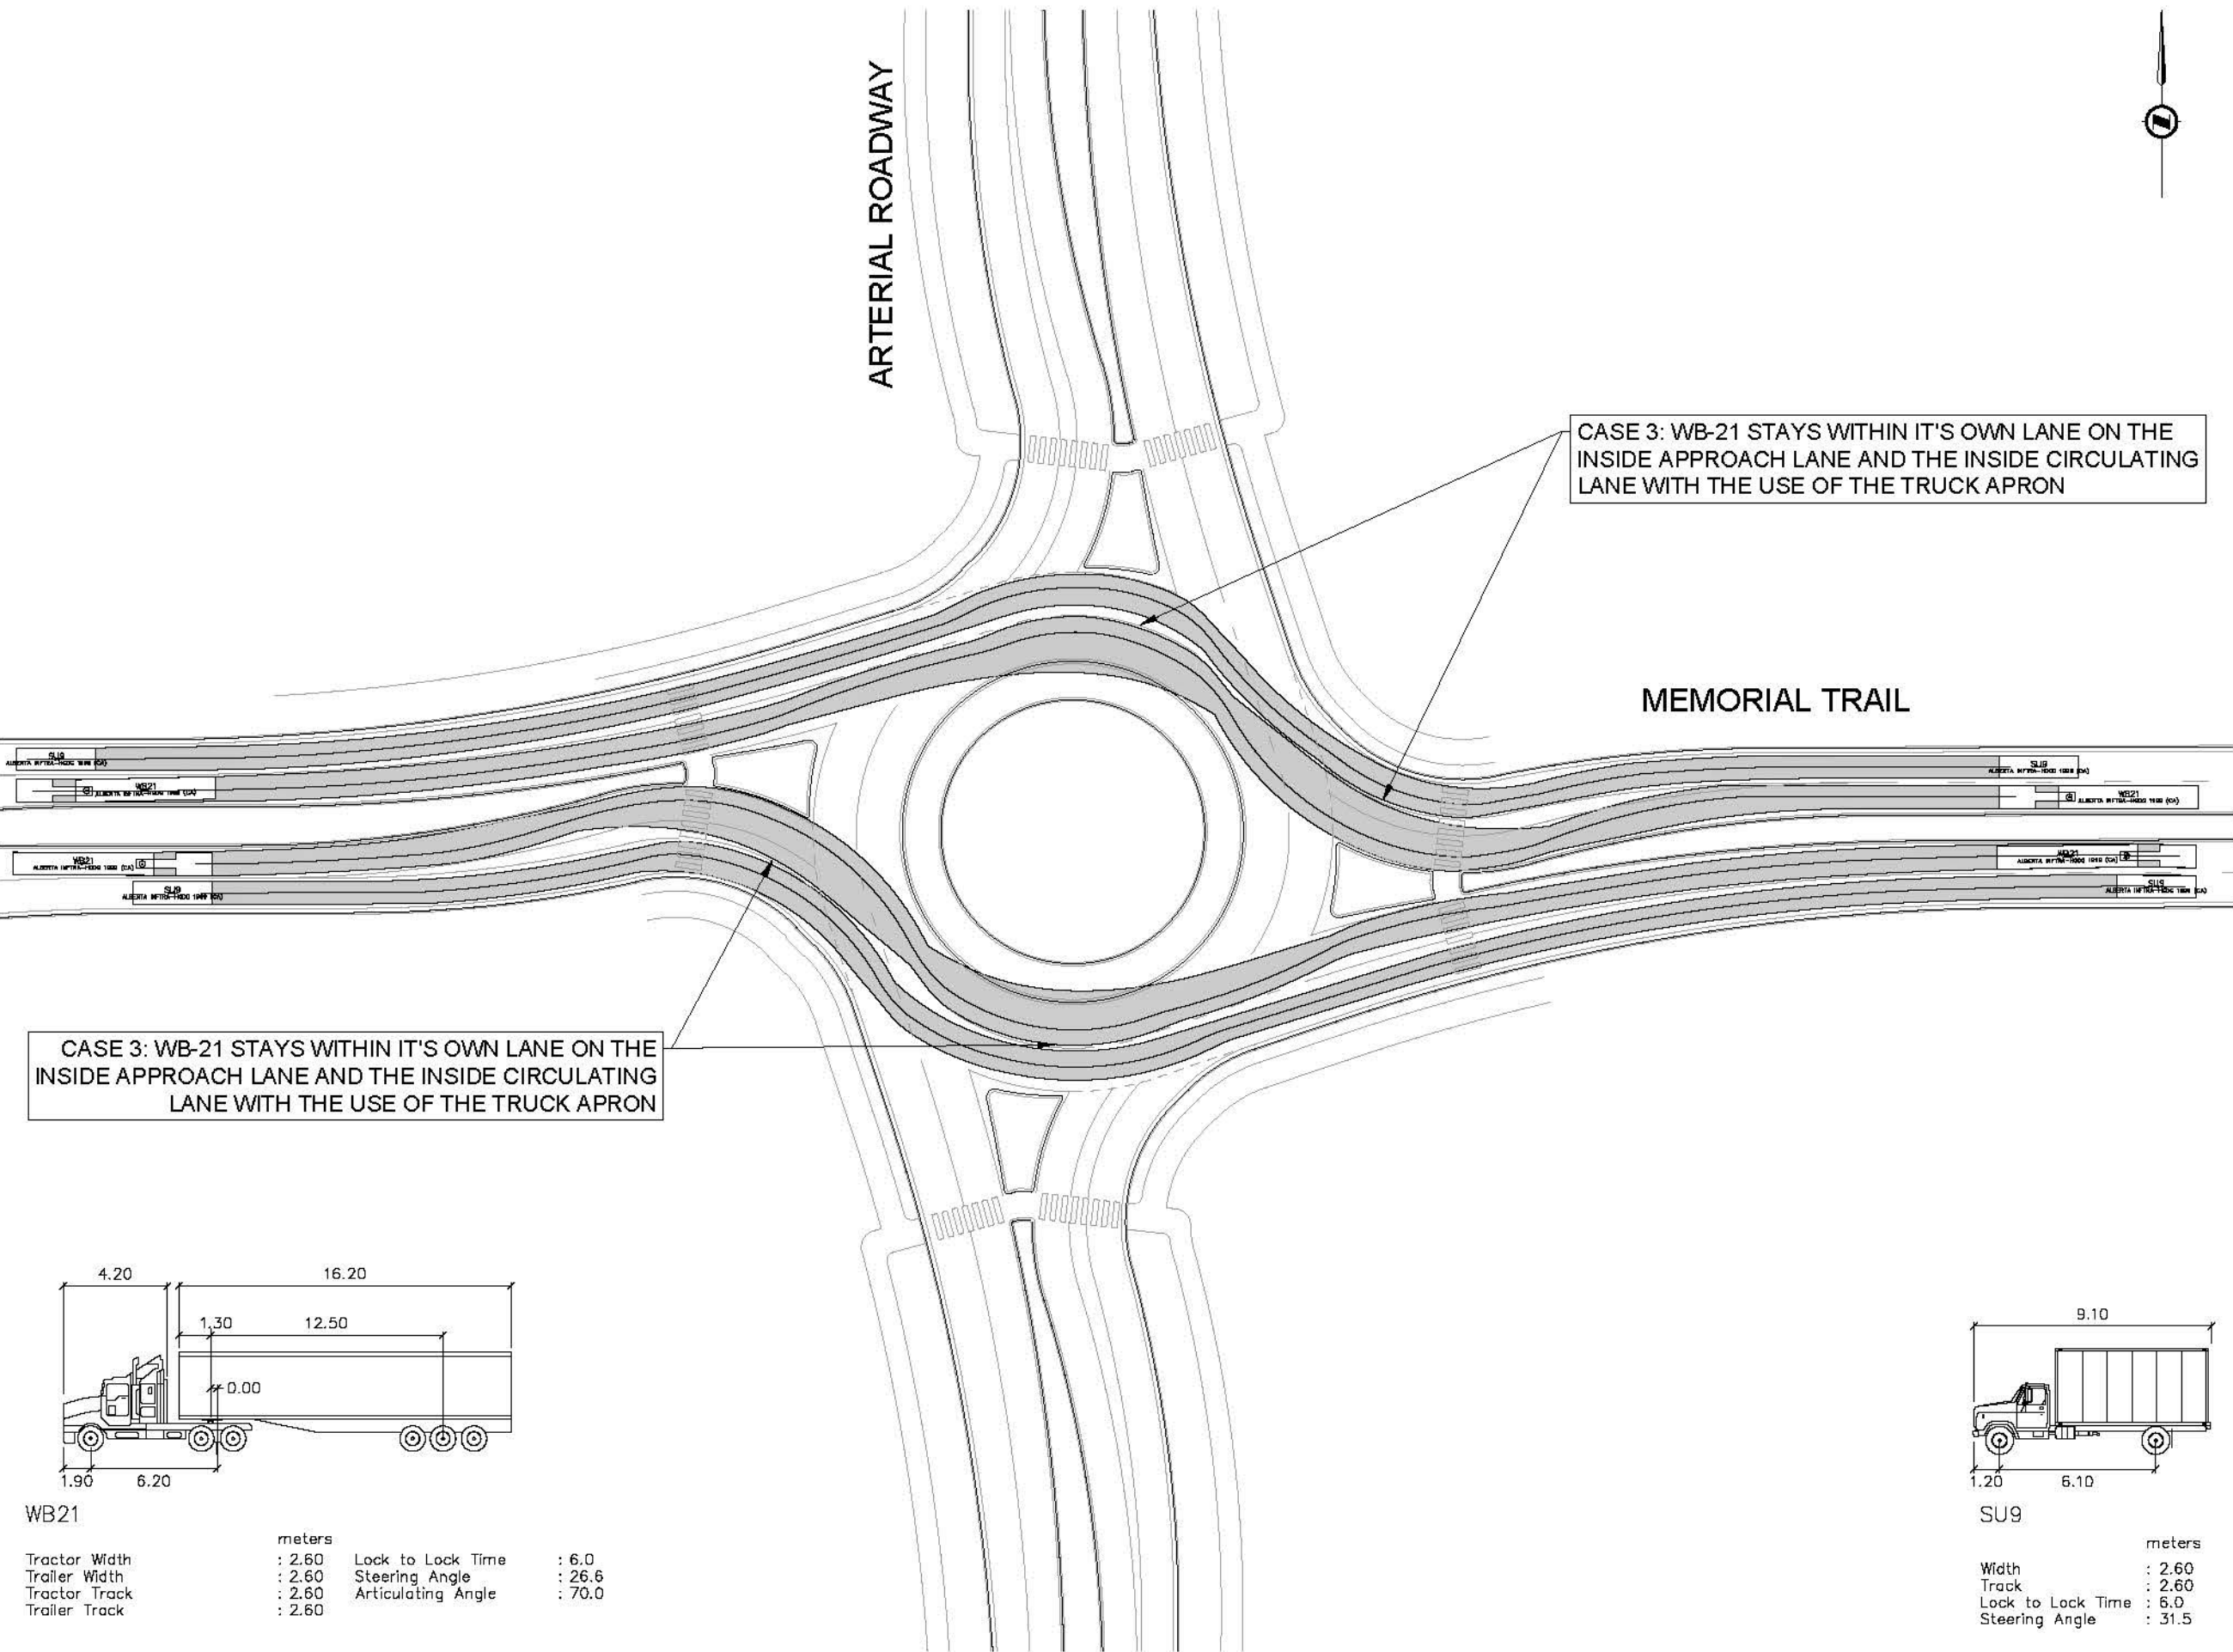 ARTERIAL ROADWAY
N
CASE 3: WB-21 STAYS WITHIN IT'S OWN LANE ON THE
INSIDE APPROACH LANE AND THE INSIDE CIRCULATING
LANE WITH THE USE OF THE TRUCK APRON
MEMORIAL TRAIL
SU9
WB21
WB21
SU9
SU9
WB21
WB21
SU9
CASE 3: WB-21 STAYS WITHIN IT'S OWN LANE ON THE
INSIDE APPROACH LANE AND THE INSIDE CIRCULATING
LANE WITH THE USE OF THE TRUCK APRON
4.20 16.20
1.30 12.50
0.00
1.90 6.20
WB21
meters
Tractor Width : 2.60 Lock to Lock Time : 6.0
Trailer Width : 2.60 Steering Angle : 26.6
Tractor Track : 2.60 Articulating Angle : 70.0
Trailer Track : 2.60
9.10
1.20 6.10
SU9
meters
Width : 2.60
Track : 2.60
Lock to Lock Time : 6.0
Steering Angle : 31.5